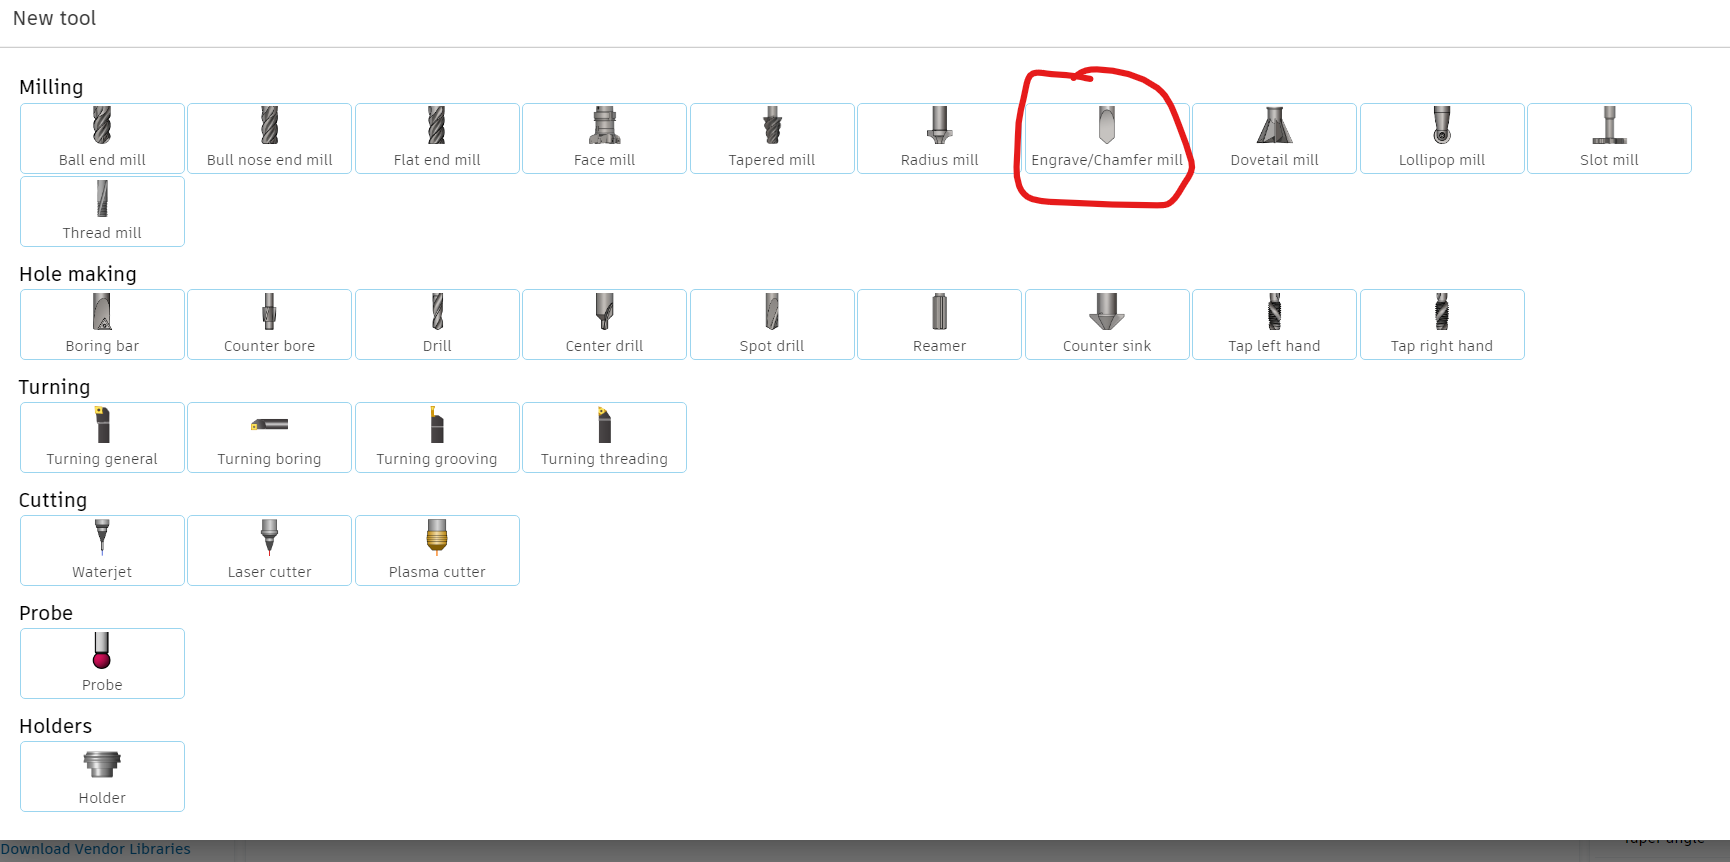 New tool
Milling
Ball end mill
Bull nose end mill
Flat end mill
Face mill
Tapered mill
Radius mill
Engrave/Chamfer mill
Dovetail mill
Lollipop mill
Slot mill
Thread mill
Hole making
Boring bar
Counter bore
Drill
Center drill
Spot drill
Reamer
Counter sink
Tap left hand
Tap right hand
Turning
Turning general
Turning boring
Turning grooving
Turning threading
Cutting
Waterjet
Laser cutter
Plasma cutter
Probe
Probe
Holders
Holder
Download Vendor Libraries
Taper angle